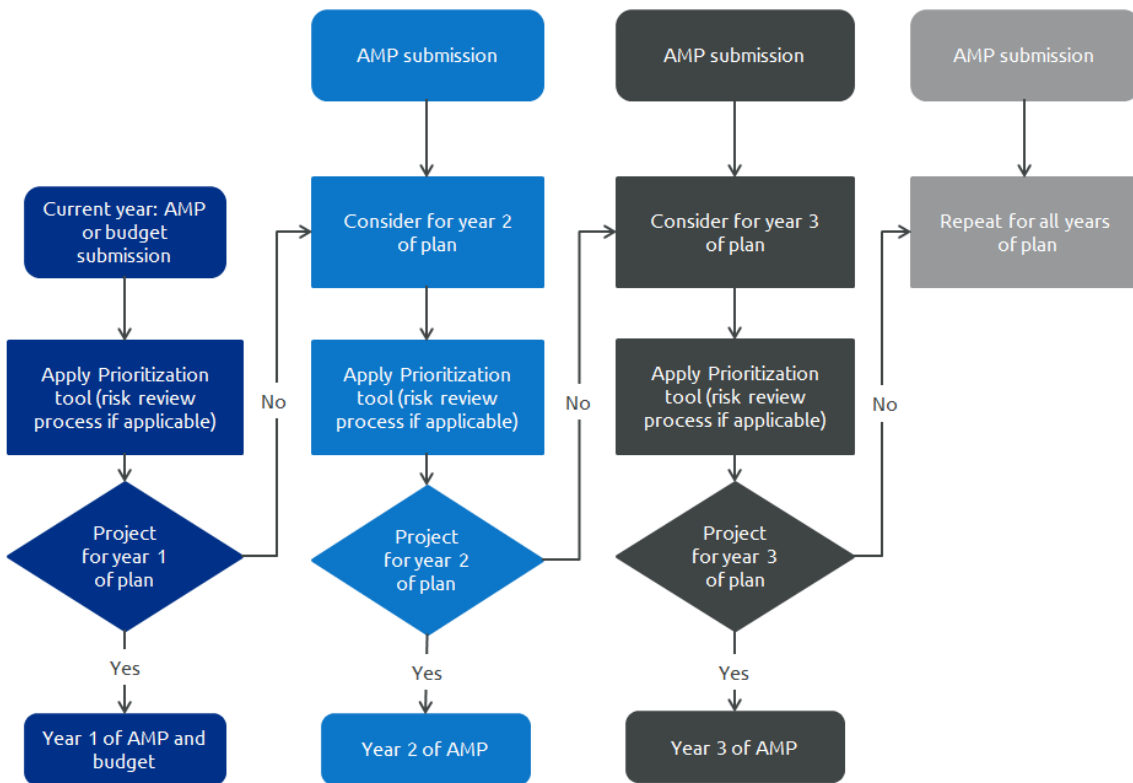 AMP submission
AMP submission
AMP submission
Current year: AMP
or budget
submission
Consider for year 2
of plan
Consider for year 3
of plan
Repeat for all years
of plan
Apply Prioritization
tool (risk review
process if applicable)
No
Apply Prioritization
tool (risk review
process if applicable)
No
Apply Prioritization
tool (risk review
process if applicable)
No
Project
for year 1
of plan
Project
for year 2
of plan
Project
for year 3
of plan
Yes
Yes
Yes
Year 1 of AMP and
budget
Year 2 of AMP
Year 3 of AMP